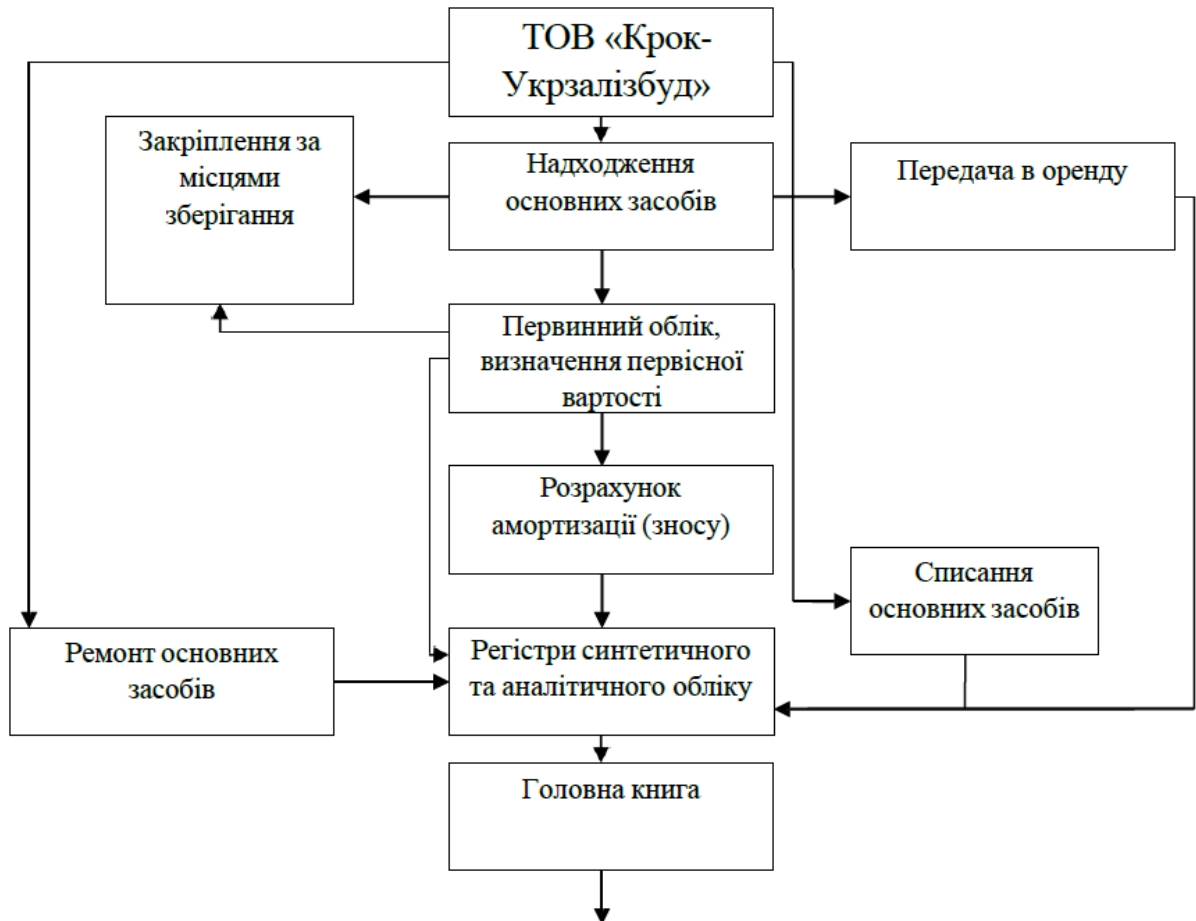 ТОВ «Крок-
Укрзалізбуд»
Закріплення за
місцями
зберігання
Надходження
основних засобів
Передача в оренду
Первинний облік,
визначення первісної
вартості
Розрахунок
амортизації (зносу)
Списання
основних засобів
Ремонт основних
засобів
Регістри синтетичного
та аналітичного обліку
Головна книга